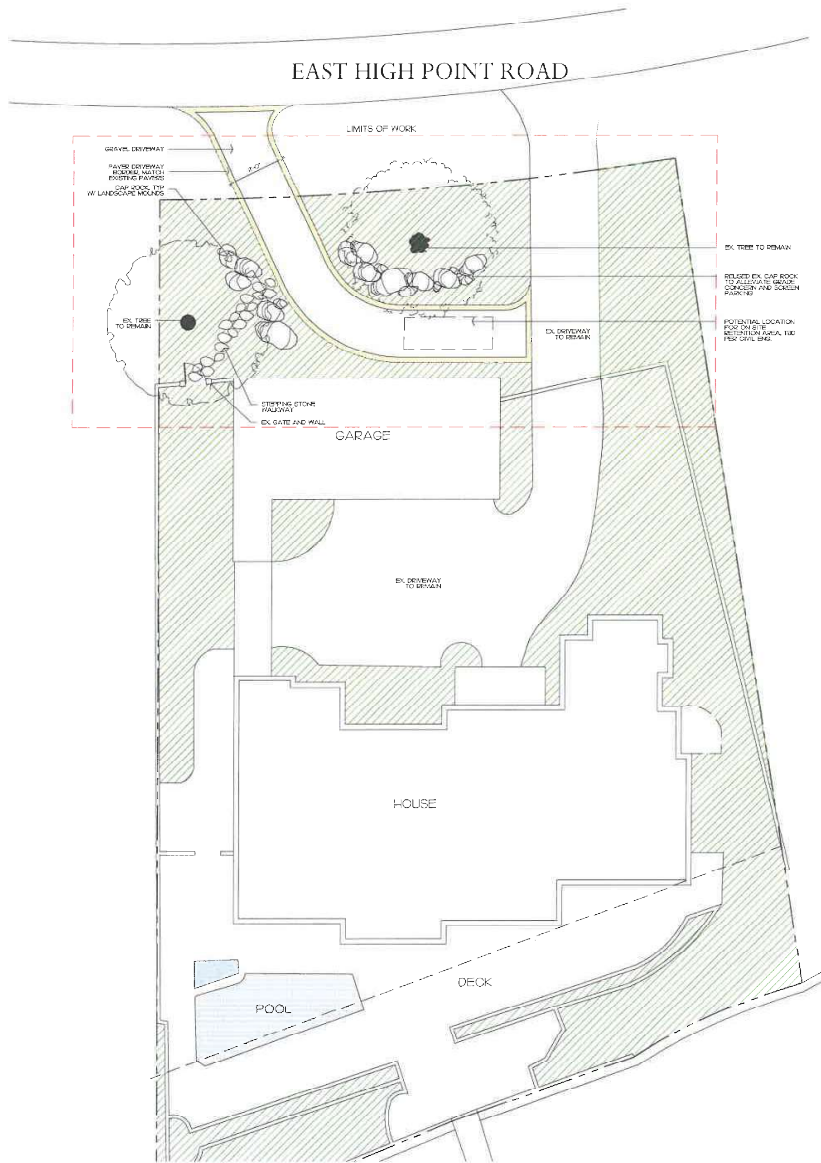 EAST HIGH POINT ROAD
LIMITS OF WORK
GRAVEL DRIVEWAY
PAVER DRIVEWAY
BORDER, MATCH
EXISTING PAVERS
CAP ROCK, TYP
W/ LANDSCAPE MOUNDS
EX. TREE TO REMAIN
REUSED EX. CAP ROCK
TO ALLEVIATE GRADE
CONCERN AND SCREEN
PARKING
POTENTIAL LOCATION
FOR ON SITE
RETENTION AREA, TBD
PER CIVIL ENG.
EX. TREE
TO REMAIN
EX. DRIVEWAY
TO REMAIN
STEPPING STONE
WALKWAY
EX. GATE AND WALL
GARAGE
EX. DRIVEWAY
TO REMAIN
HOUSE
DECK
POOL